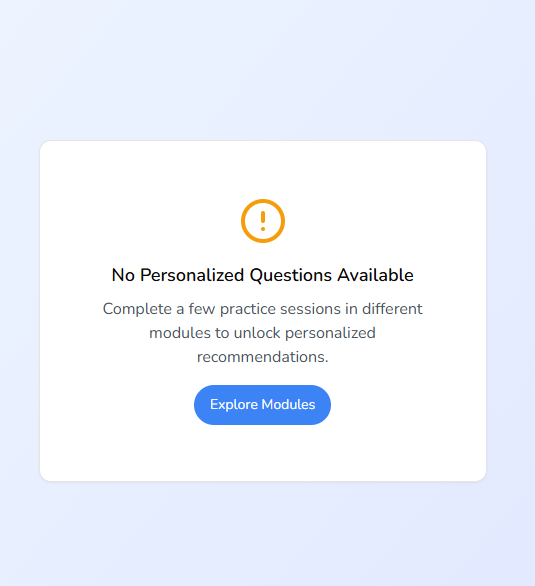 No Personalized Questions Available
Complete a few practice sessions in different
modules to unlock personalized
recommendations.
Explore Modules